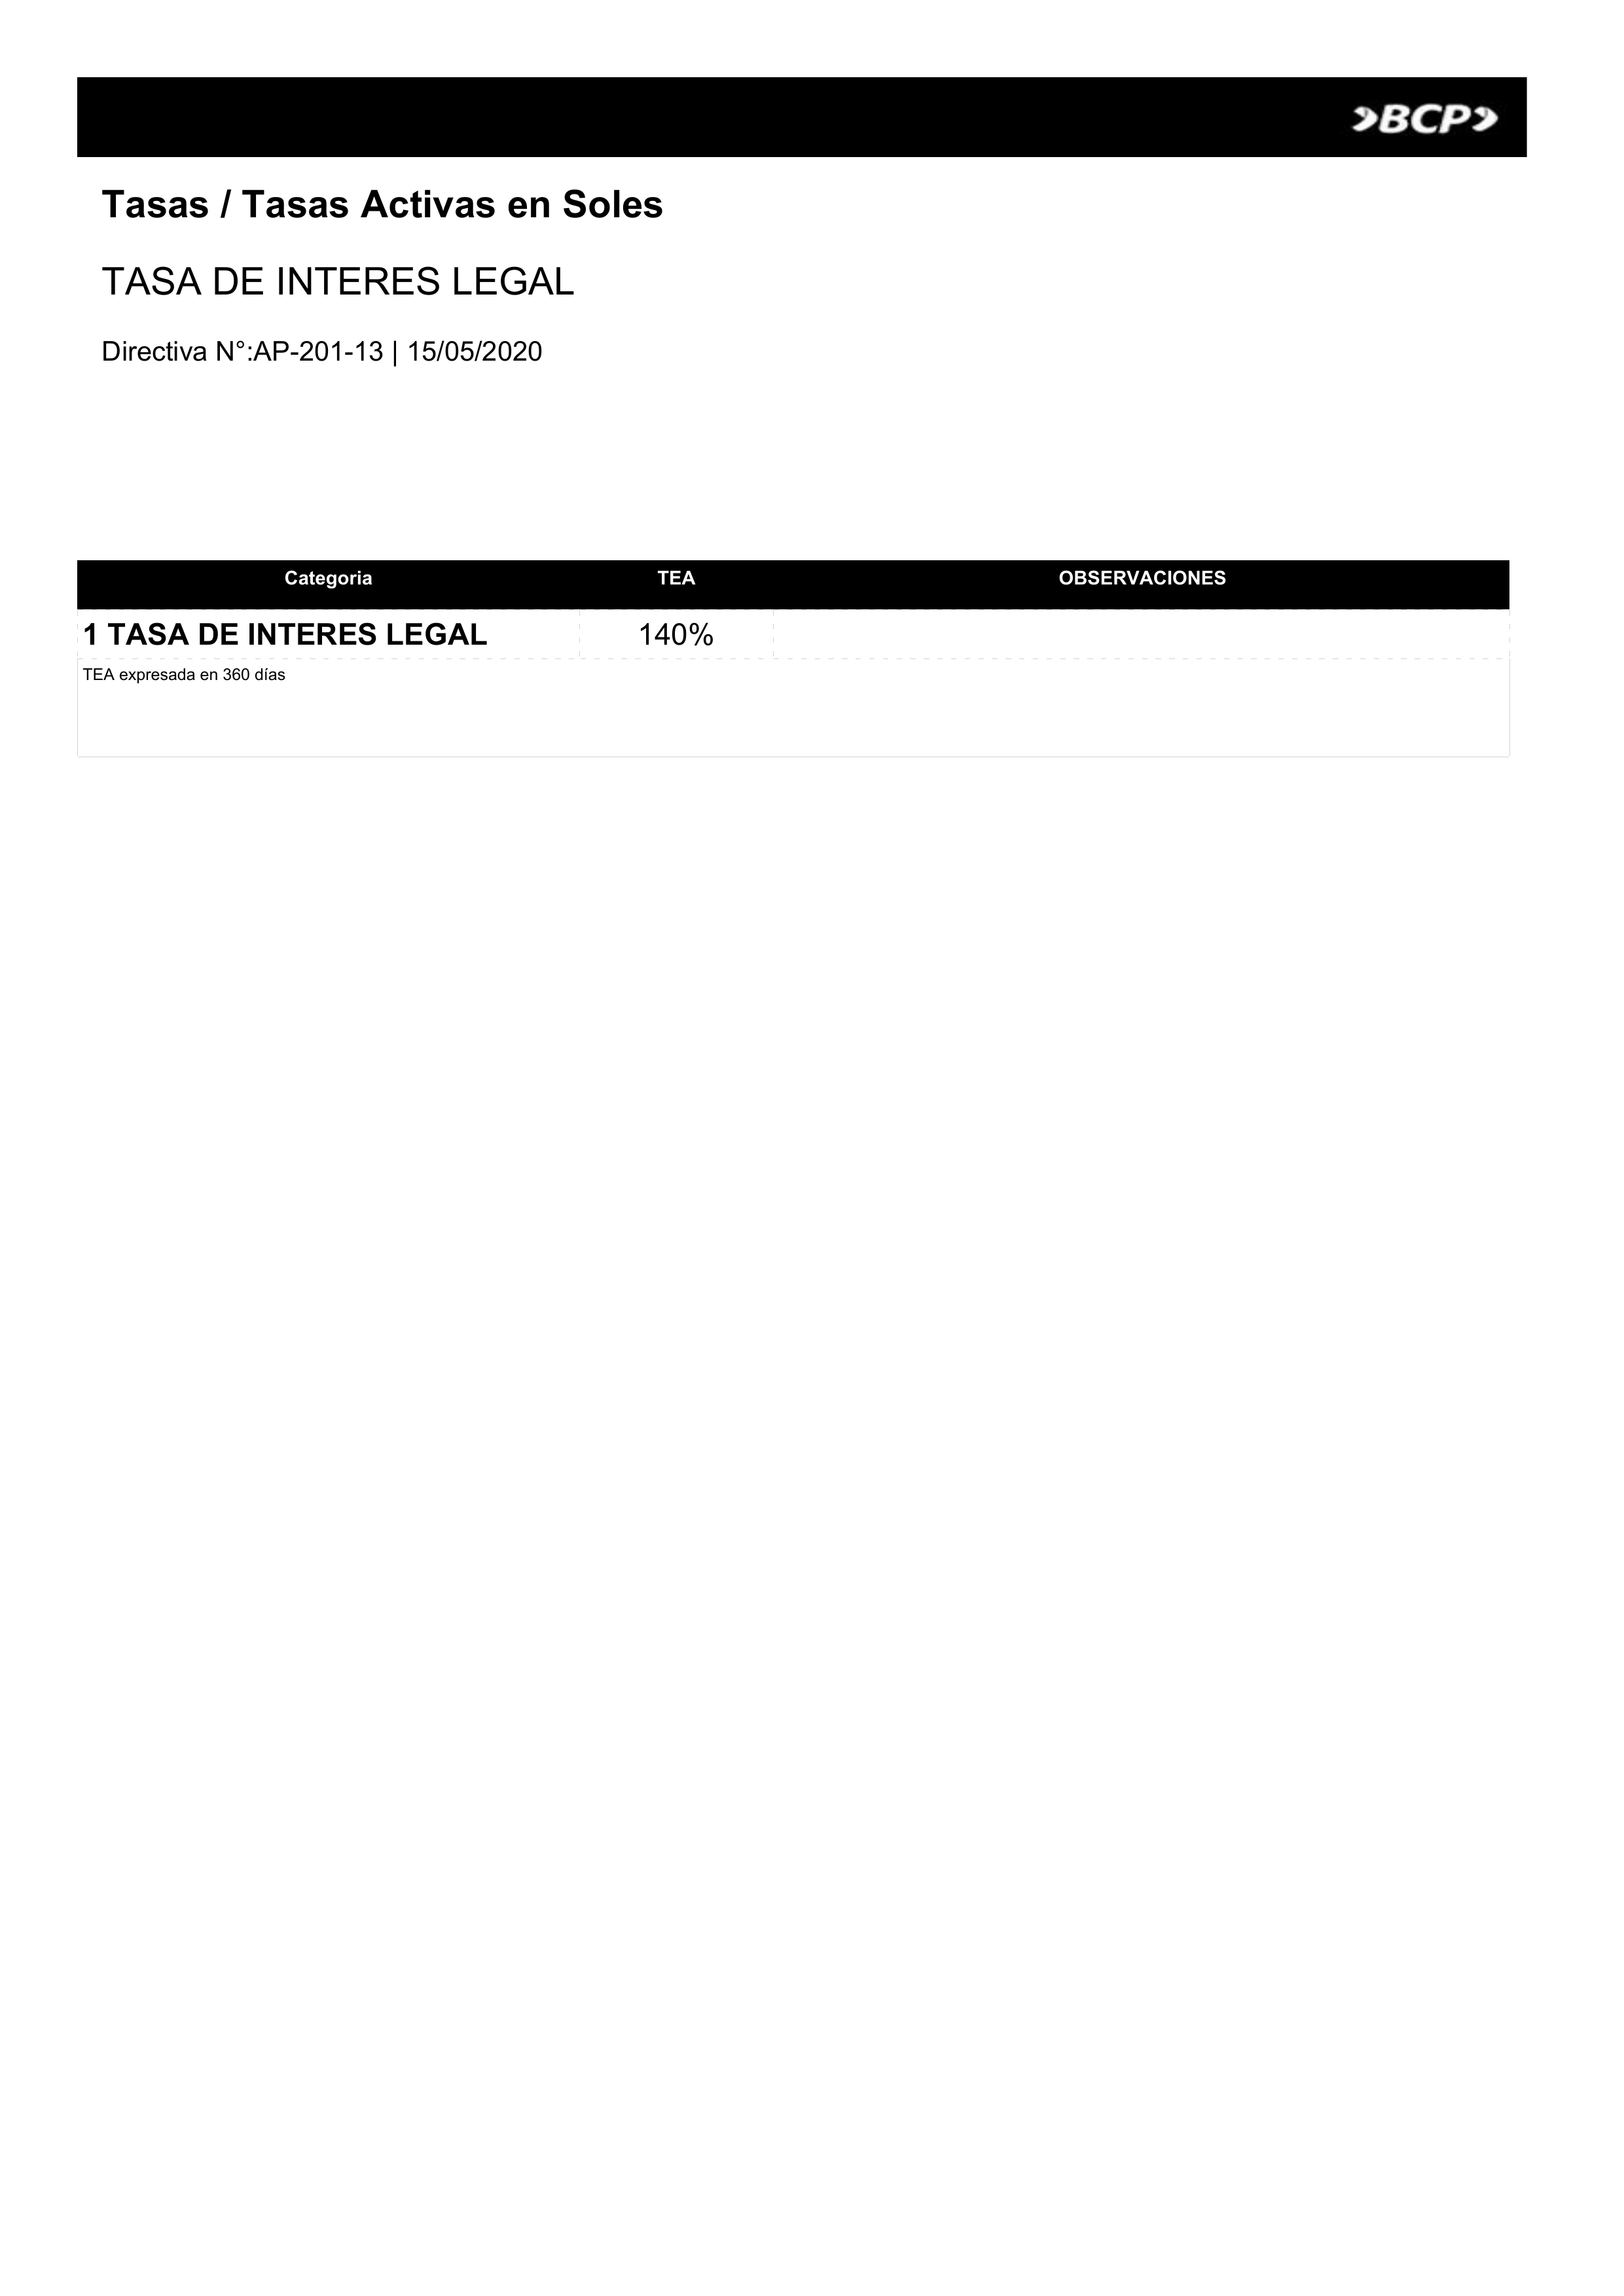 BCP
Tasas / Tasas Activas en Soles
TASA DE INTERES LEGAL
Directiva N°:AP-201-13 | 15/05/2020
Categoria TEA OBSERVACIONES
1 TASA DE INTERES LEGAL 140%
TEA expresada en 360 días